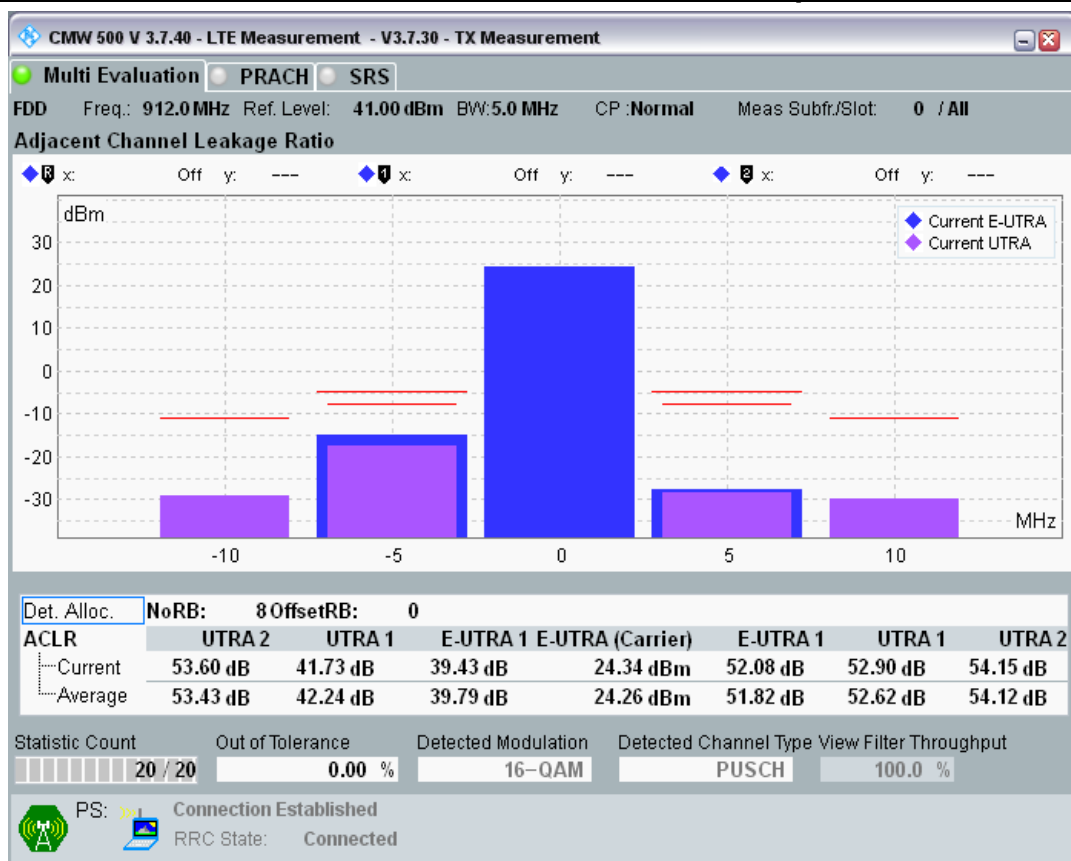 CMW 500 V 3.7.40 - LTE Measurement - V3.7.30 - TX Measurement
Multi Evaluation PRACH SRS
FDD Freq.: 912.0 MHz Ref. Level: 41.00 dBm BW:5.0 MHz CP :Normal Meas Subfr./Slot: 0 / All
Adjacent Channel Leakage Ratio
R x: Off y: --- 1 x: Off y: --- 2 x: Off y: ---
dBm
Current E-UTRA
Current UTRA
30
20
10
0
-10
-20
-30
MHz
-10 -5 0 5 10
Det. Alloc. NoRB: 8 OffsetRB: 0
ACLR UTRA 2 UTRA 1 E-UTRA 1 E-UTRA (Carrier) E-UTRA 1 UTRA 1 UTRA 2
Current 53.60 dB 41.73 dB 39.43 dB 24.34 dBm 52.08 dB 52.90 dB 54.15 dB
Average 53.43 dB 42.24 dB 39.79 dB 24.26 dBm 51.82 dB 52.62 dB 54.12 dB
Statistic Count Out of Tolerance Detected Modulation Detected Channel Type View Filter Throughput
20 / 20 0.00 % 16-QAM PUSCH 100.0 %
PS: Connection Established
RRC State: Connected